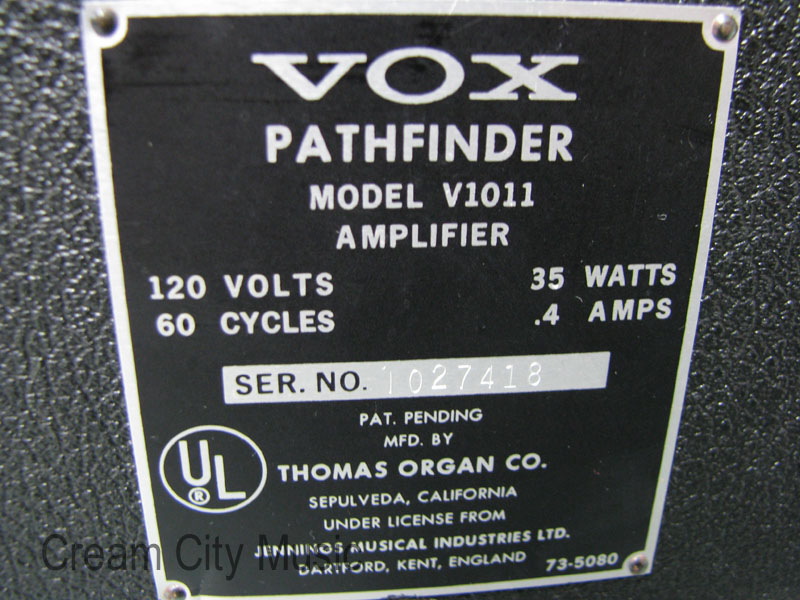 VOX
PATHFINDER
MODEL V1011
AMPLIFIER
120 VOLTS 35 WATTS
60 CYCLES .4 AMPS
SER. NO. 1027418
PAT. PENDING
MFD. BY
UL ®
THOMAS ORGAN CO.
SEPULVEDA, CALIFORNIA
UNDER LICENSE FROM
JENNINGS MUSICAL INDUSTRIES LTD.
DARTFORD, KENT, ENGLAND 73-5080
Cream City Music